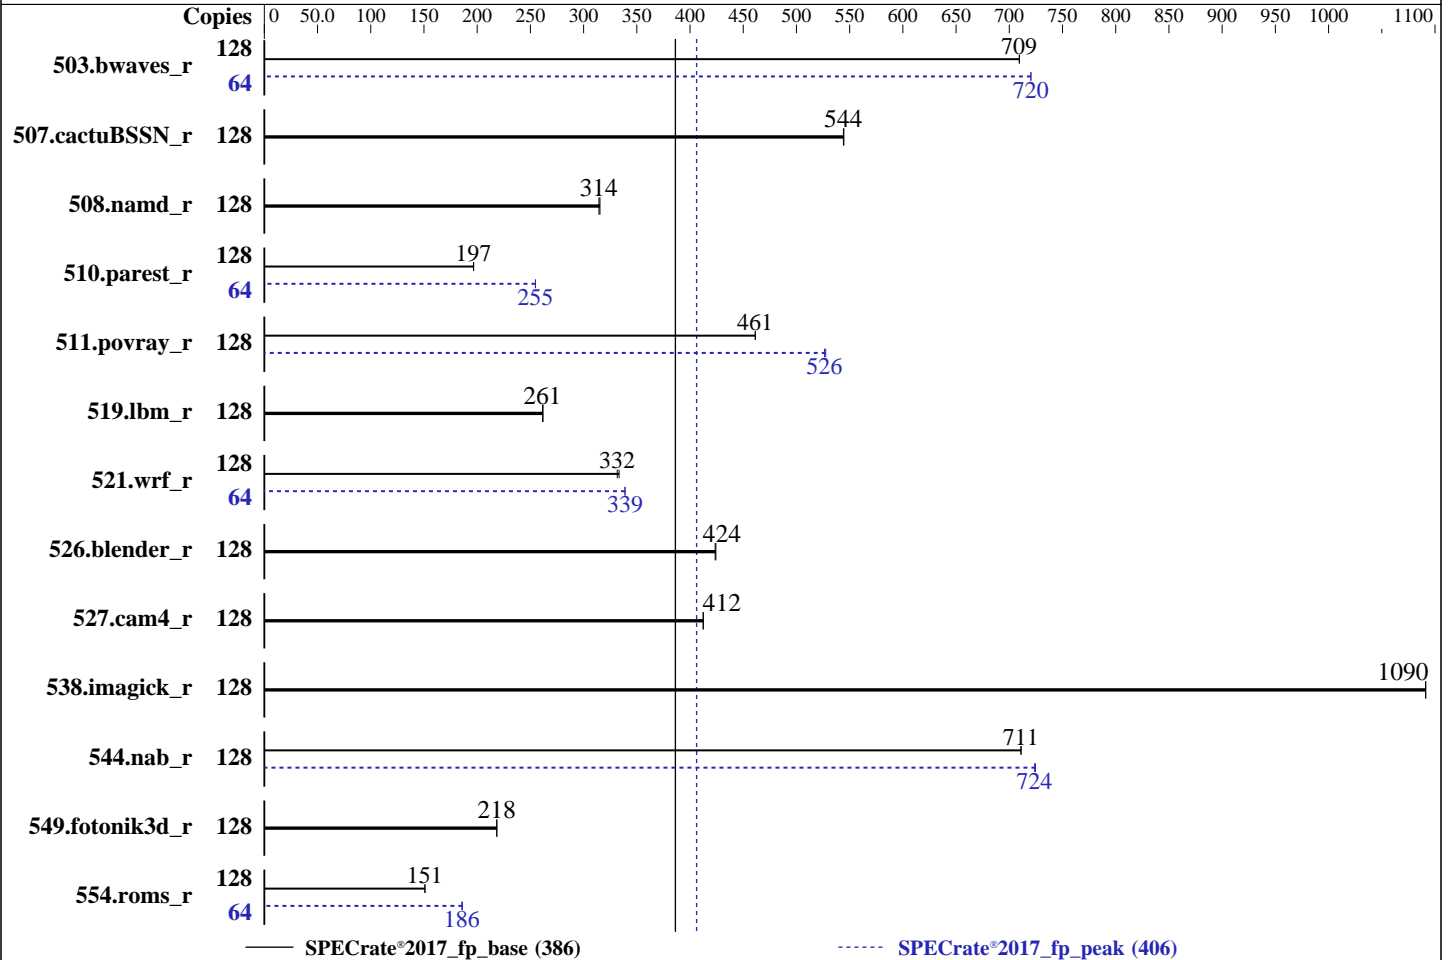 Copies 0 50.0 100 150 200 250 300 350 400 450 500 550 600 650 700 750 800 850 900 950 1000 1100
503.bwaves_r 128 709
64 720
507.cactuBSSN_r 128 544
508.namd_r 128 314
510.parest_r 128 197
64 255
511.povray_r 128 461
526
519.lbm_r 128 261
521.wrf_r 128 332
64 339
526.blender_r 128 424
527.cam4_r 128 412
538.imagick_r 128 1090
544.nab_r 128 711
724
549.fotonik3d_r 128 218
554.roms_r 128 151
64 186
SPECrate®2017_fp_base (386) SPECrate®2017_fp_peak (406)